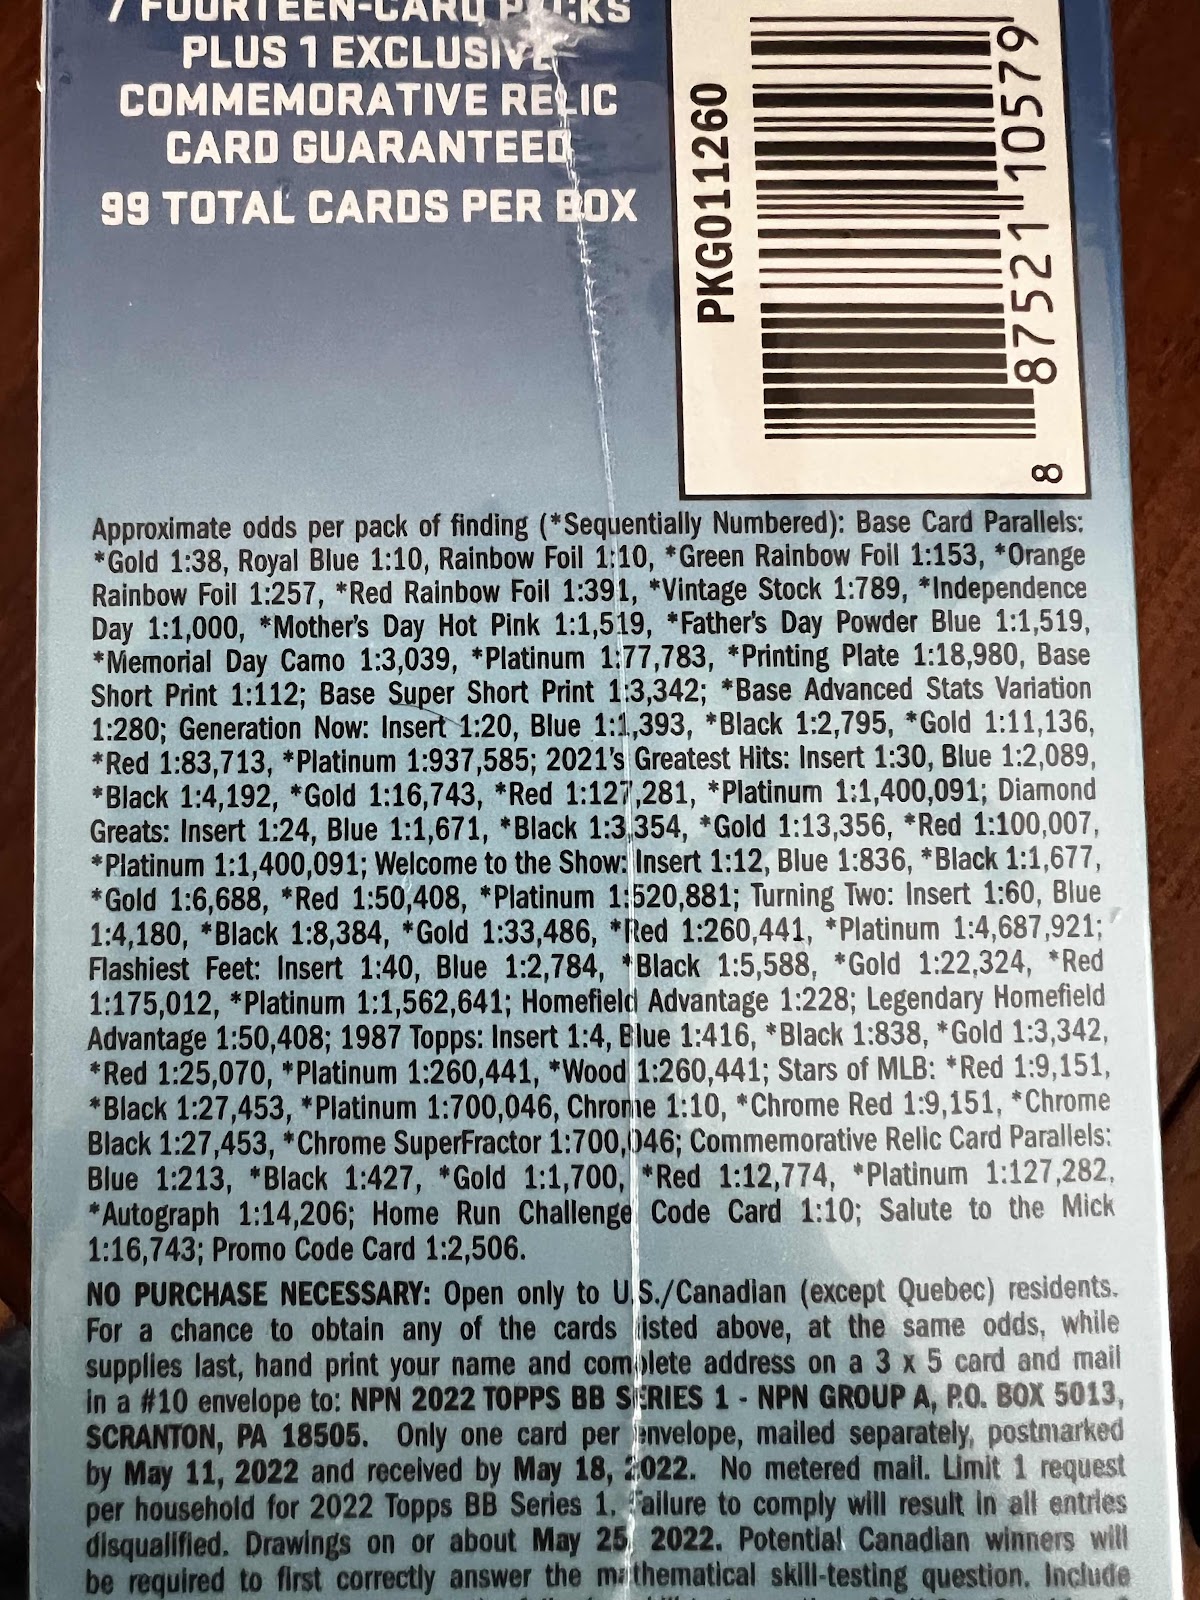 7 FOURTEEN-CARD PACKS
PLUS 1 EXCLUSIVE
COMMEMORATIVE RELIC
CARD GUARANTEED
99 TOTAL CARDS PER BOX
PKG011260
8 87521 10579
Approximate odds per pack of finding (*Sequentially Numbered): Base Card Parallels:
*Gold 1:38, Royal Blue 1:10, Rainbow Foil 1:10, *Green Rainbow Foil 1:153, *Orange
Rainbow Foil 1:257, *Red Rainbow Foil 1:391, *Vintage Stock 1:789, *Independence
Day 1:1,000, *Mother's Day Hot Pink 1:1,519, *Father's Day Powder Blue 1:1,519,
*Memorial Day Camo 1:3,039, *Platinum 1:77,783, *Printing Plate 1:18,980, Base
Short Print 1:112; Base Super Short Print 1:3,342; *Base Advanced Stats Variation
1:280; Generation Now: Insert 1:20, Blue 1:1,393, *Black 1:2,795, *Gold 1:11,136,
*Red 1:83,713, *Platinum 1:937,585; 2021's Greatest Hits: Insert 1:30, Blue 1:2,089,
*Black 1:4,192, *Gold 1:16,743, *Red 1:127,281, *Platinum 1:1,400,091; Diamond
Greats: Insert 1:24, Blue 1:1,671, *Black 1:3,354, *Gold 1:13,356, *Red 1:100,007,
*Platinum 1:1,400,091; Welcome to the Show: Insert 1:12, Blue 1:836, *Black 1:1,677,
*Gold 1:6,688, *Red 1:50,408, *Platinum 1:520,881; Turning Two: Insert 1:60, Blue
1:4,180, *Black 1:8,384, *Gold 1:33,486, *Red 1:260,441, *Platinum 1:4,687,921;
Flashiest Feet: Insert 1:40, Blue 1:2,784, *Black 1:5,588, *Gold 1:22,324, *Red
1:175,012, *Platinum 1:1,562,641; Homefield Advantage 1:228; Legendary Homefield
Advantage 1:50,408; 1987 Topps: Insert 1:4, Blue 1:416, *Black 1:838, *Gold 1:3,342,
*Red 1:25,070, *Platinum 1:260,441, *Wood 1:260,441; Stars of MLB: *Red 1:9,151,
*Black 1:27,453, *Platinum 1:700,046, Chrome 1:10, *Chrome Red 1:9,151, *Chrome
Black 1:27,453, *Chrome SuperFractor 1:700,046; Commemorative Relic Card Parallels:
Blue 1:213, *Black 1:427, *Gold 1:1,700, *Red 1:12,774, *Platinum 1:127,282,
*Autograph 1:14,206; Home Run Challenge Code Card 1:10; Salute to the Mick
1:16,743; Promo Code Card 1:2,506.
NO PURCHASE NECESSARY: Open only to U.S./Canadian (except Quebec) residents.
For a chance to obtain any of the cards listed above, at the same odds, while
supplies last, hand print your name and complete address on a 3 x 5 card and mail
in a #10 envelope to: NPN 2022 TOPPS BB SERIES 1 - NPN GROUP A, P.O. BOX 5013,
SCRANTON, PA 18505. Only one card per envelope, mailed separately, postmarked
by May 11, 2022 and received by May 18, 2022. No metered mail. Limit 1 request
per household for 2022 Topps BB Series 1. Failure to comply will result in all entries
disqualified. Drawings on or about May 25, 2022. Potential Canadian winners will
be required to first correctly answer the mathematical skill-testing question. Include